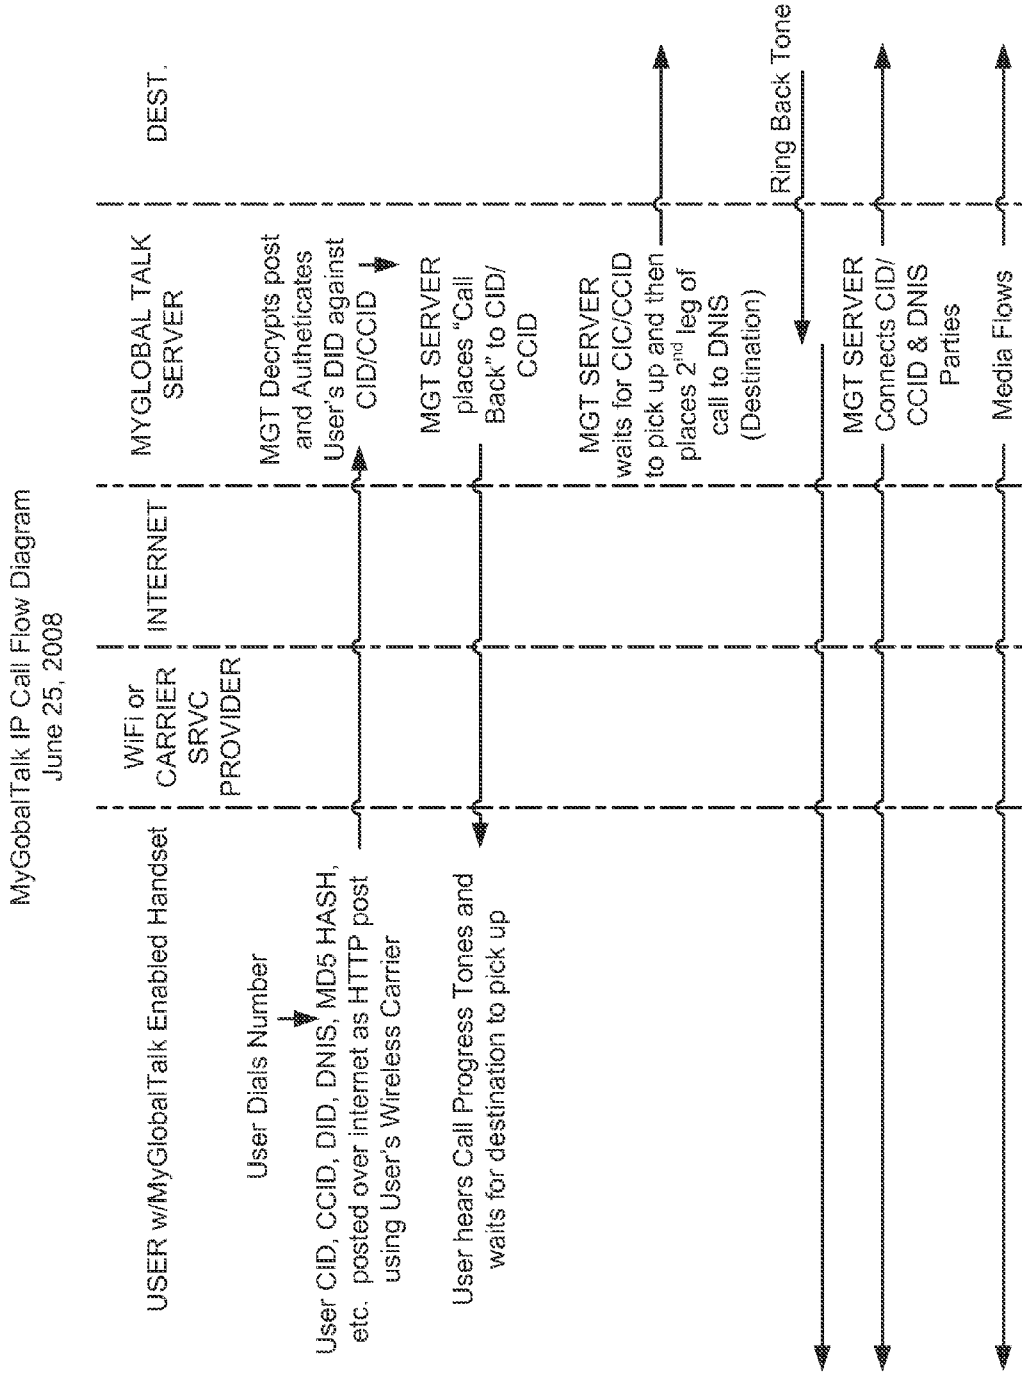 MyGobalTalk IP Call Flow Diagram
June 25, 2008
USER w/MyGlobalTalk Enabled Handset
WiFi or
CARRIER
SRVC
PROVIDER
INTERNET
MYGLOBAL TALK
SERVER
DEST.
User Dials Number
User CID, CCID, DID, DNIS, MD5 HASH,
etc. posted over internet as HTTP post
using User's Wireless Carrier
MGT Decrypts post
and Autheticates
User's DID against
CID/CCID
MGT SERVER
places "Call
Back" to CID/
CCID
User hears Call Progress Tones and
waits for destination to pick up
MGT SERVER
waits for CIC/CCID
to pick up and then
places 2nd leg of
call to DNIS
(Destination)
Ring Back Tone
MGT SERVER
Connects CID/
CCID & DNIS
Parties
Media Flows